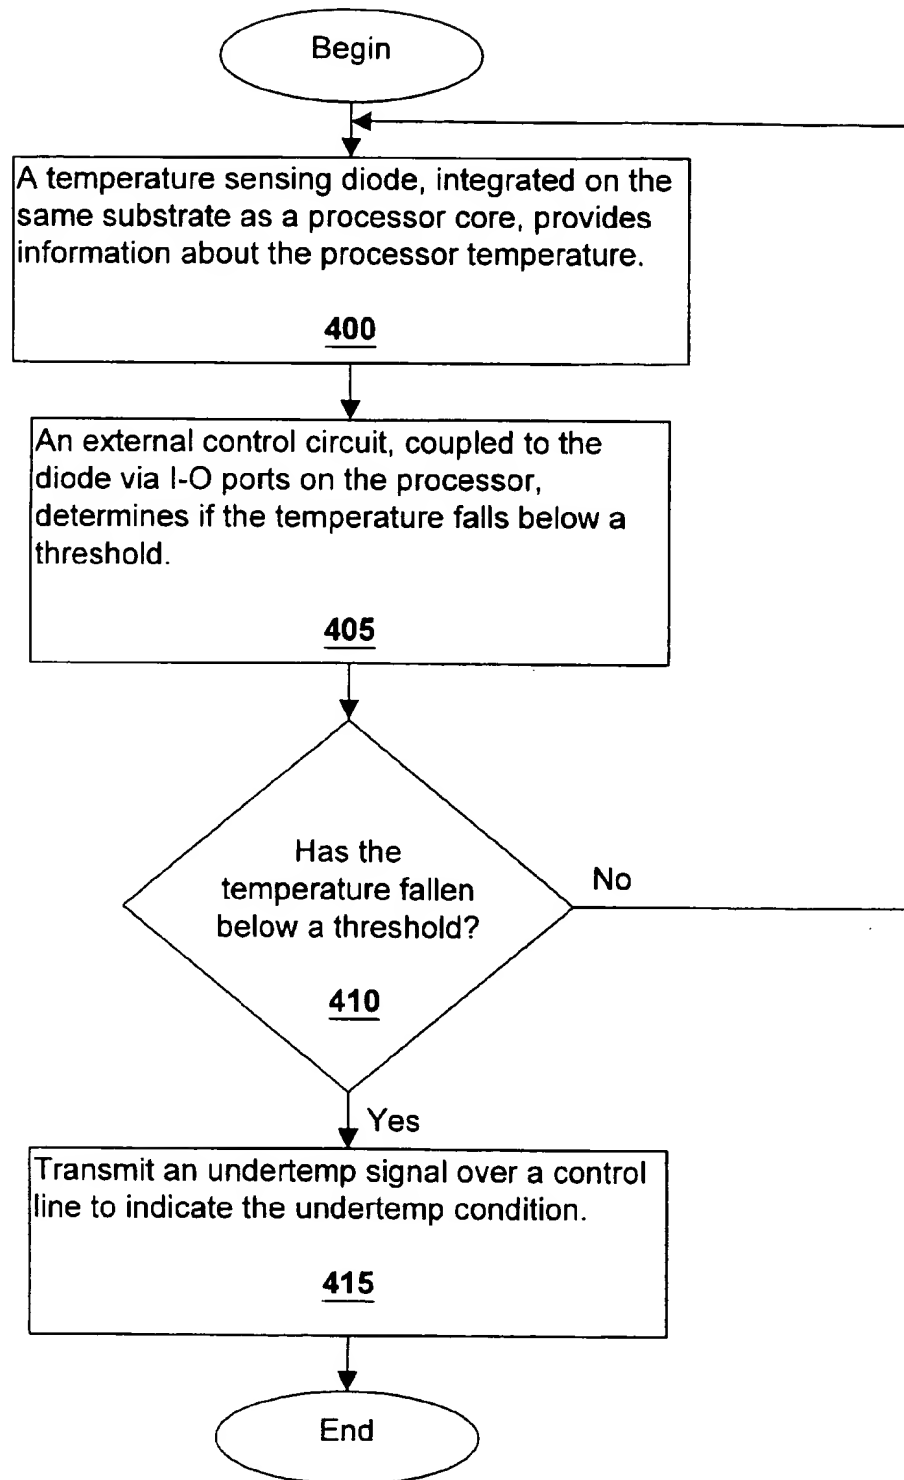 Begin
A temperature sensing diode, integrated on the
same substrate as a processor core, provides
information about the processor temperature.
400
An external control circuit, coupled to the
diode via I-O ports on the processor,
determines if the temperature falls below a
threshold.
405
Has the
temperature fallen
below a threshold?
410
No
Yes
Transmit an undertemp signal over a control
line to indicate the undertemp condition.
415
End